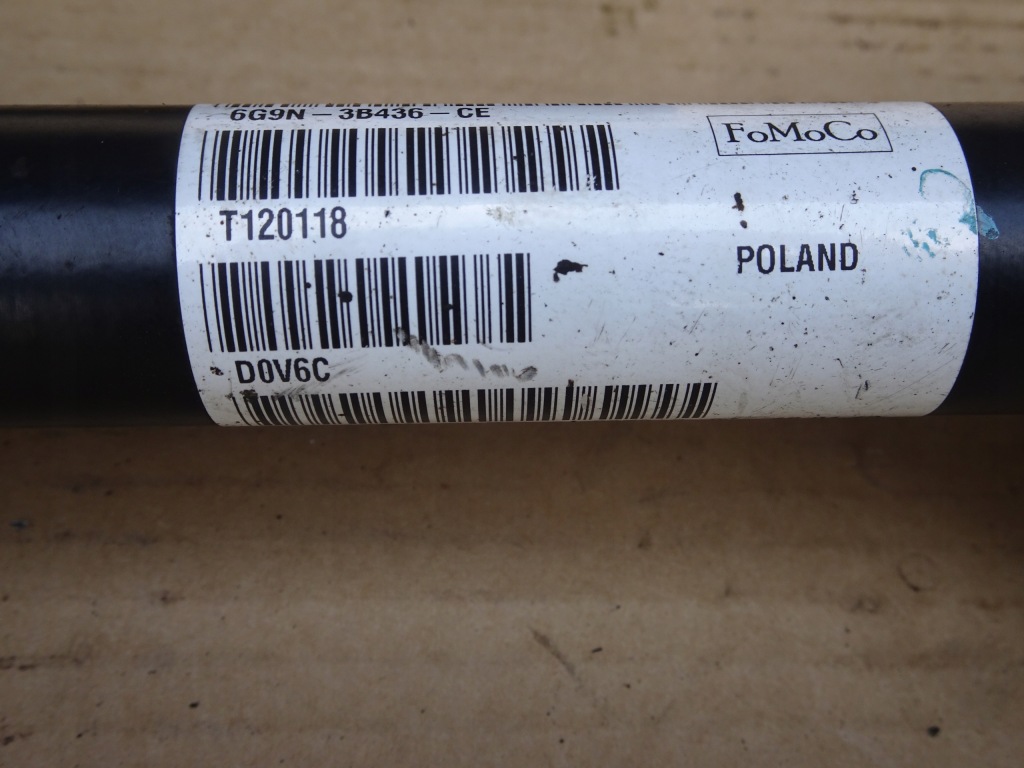 6G9N-3B436-CE
FoMoCo
T120118
POLAND
D0V6C